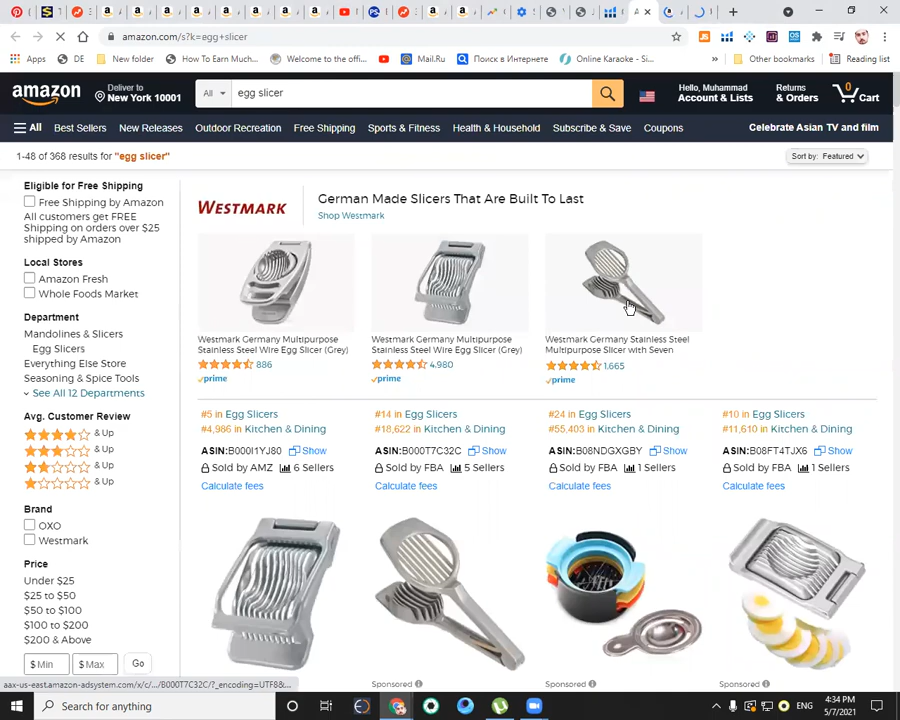 amazon.com/s?k=egg+slicer
Apps DE New folder How To Earn Much... Welcome to the offi... Mail.Ru Поиск в Интернете Online Karaoke - Si... » Other bookmarks Reading list
amazon Deliver to New York 10001 All egg slicer Hello, Muhammad Account & Lists Returns & Orders 0 Cart
All Best Sellers New Releases Outdoor Recreation Free Shipping Sports & Fitness Health & Household Subscribe & Save Coupons Celebrate Asian TV and film
1-48 of 368 results for "egg slicer" Sort by: Featured
Eligible for Free Shipping
Free Shipping by Amazon
All customers get FREE
Shipping on orders over $25
shipped by Amazon
Local Stores
Amazon Fresh
Whole Foods Market
Department
Mandolines & Slicers
Egg Slicers
Everything Else Store
Seasoning & Spice Tools
See All 12 Departments
Avg. Customer Review
& Up
& Up
& Up
& Up
Brand
OXO
Westmark
Price
Under $25
$25 to $50
$50 to $100
$100 to $200
$200 & Above
$ Min $ Max Go
WESTMARK German Made Slicers That Are Built To Last
Shop Westmark
Westmark Germany Multipurpose
Stainless Steel Wire Egg Slicer (Grey)
886
prime
Westmark Germany Multipurpose
Stainless Steel Wire Egg Slicer (Grey)
4,980
prime
Westmark Germany Stainless Steel
Multipurpose Slicer with Seven
1,665
prime
#5 in Egg Slicers
#4,986 in Kitchen & Dining
ASIN:B000I1YJ80 Show
Sold by AMZ 6 Sellers
Calculate fees
#14 in Egg Slicers
#18,622 in Kitchen & Dining
ASIN:B000T7C32C Show
Sold by FBA 5 Sellers
Calculate fees
#24 in Egg Slicers
#55,403 in Kitchen & Dining
ASIN:B08NDGXGBY Show
Sold by FBA 1 Sellers
Calculate fees
#10 in Egg Slicers
#11,610 in Kitchen & Dining
ASIN:B08FT4TJX6 Show
Sold by FBA 1 Sellers
Calculate fees
Sponsored
Sponsored
Sponsored
aax-us-east.amazon-adsystem.com/x/c/.../B000T7C32C/?_encoding=UTF8&...
Search for anything
ENG
4:34 PM
5/7/2021